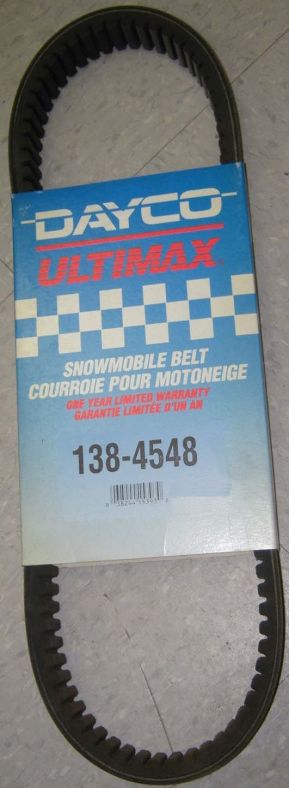 DAYCO
ULTIMAX
SNOWMOBILE BELT
COURROIE POUR MOTONEIGE
ONE YEAR LIMITED WARRANTY
GARANTIE LIMITÉE D'UN AN
138-4548